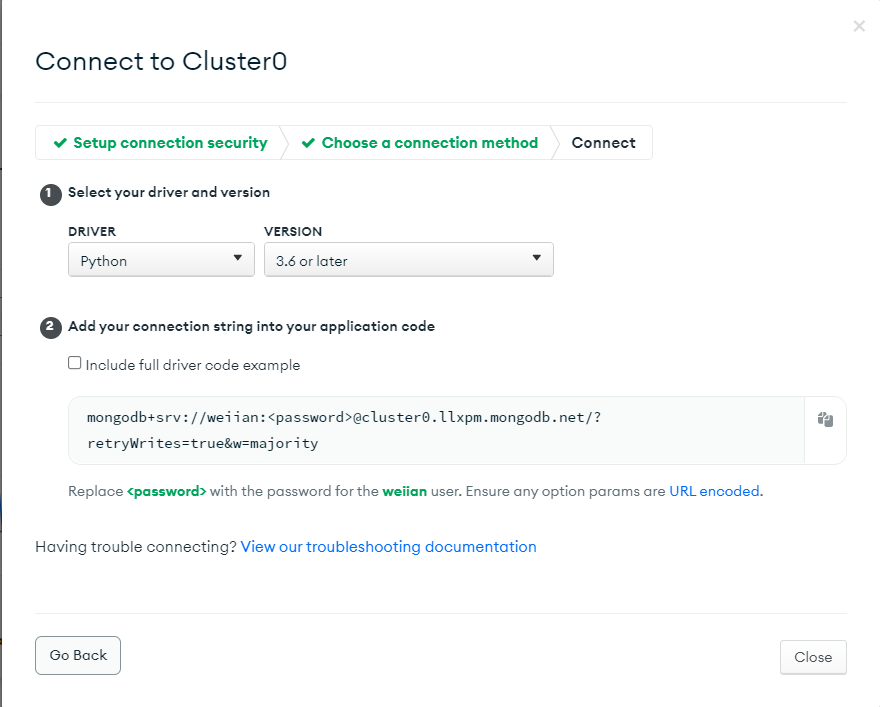 Connect to Cluster0
Setup connection security
Choose a connection method
Connect
1 Select your driver and version
DRIVER VERSION
Python 3.6 or later
2 Add your connection string into your application code
Include full driver code example
mongodb+srv://weiian:<password>@cluster0.llxpm.mongodb.net/?
retryWrites=true&w=majority
Replace <password> with the password for the weiian user. Ensure any option params are URL encoded.
Having trouble connecting? View our troubleshooting documentation
Go Back
Close